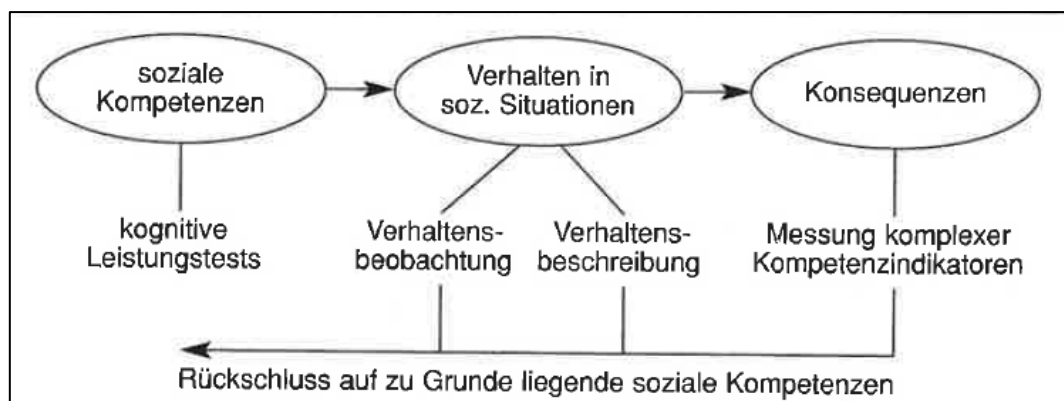 soziale
Kompetenzen
Verhalten in
soz. Situationen
Konsequenzen
kognitive
Leistungstests
Verhaltens-
beobachtung
Verhaltens-
beschreibung
Messung komplexer
Kompetenzindikatoren
Rückschluss auf zu Grunde liegende soziale Kompetenzen